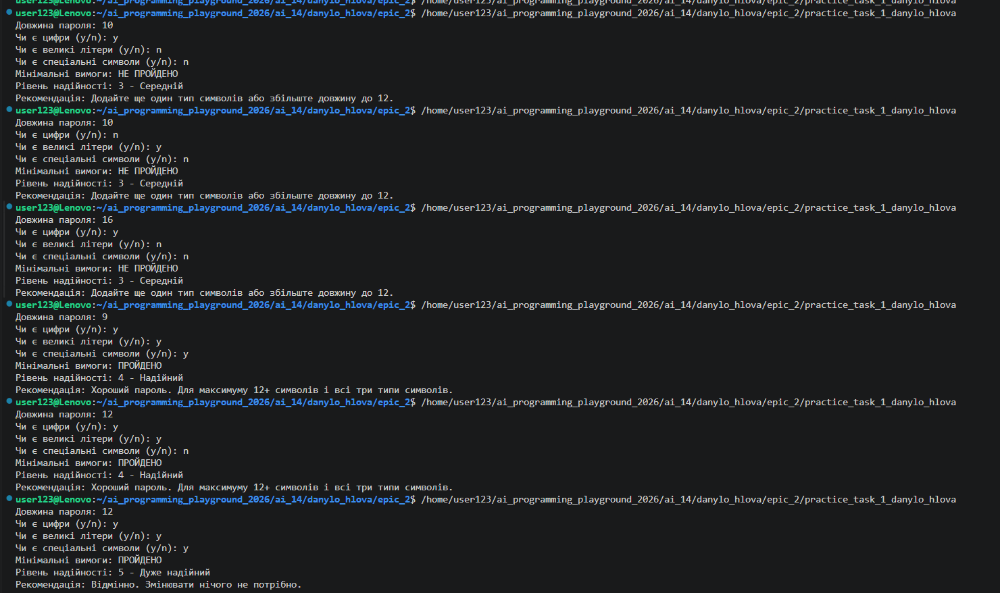 user123@Lenovo:~/ai_programming_playground_2026/ai_14/danylo_hlova/epic_2$ /home/user123/ai_programming_playground_2026/ai_14/danylo_hlova/epic_2/practice_task_1_danylo_hlova
user123@Lenovo:~/ai_programming_playground_2026/ai_14/danylo_hlova/epic_2$ /home/user123/ai_programming_playground_2026/ai_14/danylo_hlova/epic_2/practice_task_1_danylo_hlova
Довжина пароля: 10
Чи є цифри (y/n): y
Чи є великі літери (y/n): n
Чи є спеціальні символи (y/n): n
Мінімальні вимоги: НЕ ПРОЙДЕНО
Рівень надійності: 3 - Середній
Рекомендація: Додайте ще один тип символів або збільште довжину до 12.
user123@Lenovo:~/ai_programming_playground_2026/ai_14/danylo_hlova/epic_2$ /home/user123/ai_programming_playground_2026/ai_14/danylo_hlova/epic_2/practice_task_1_danylo_hlova
Довжина пароля: 10
Чи є цифри (y/n): n
Чи є великі літери (y/n): y
Чи є спеціальні символи (y/n): n
Мінімальні вимоги: НЕ ПРОЙДЕНО
Рівень надійності: 3 - Середній
Рекомендація: Додайте ще один тип символів або збільште довжину до 12.
user123@Lenovo:~/ai_programming_playground_2026/ai_14/danylo_hlova/epic_2$ /home/user123/ai_programming_playground_2026/ai_14/danylo_hlova/epic_2/practice_task_1_danylo_hlova
Довжина пароля: 16
Чи є цифри (y/n): y
Чи є великі літери (y/n): n
Чи є спеціальні символи (y/n): n
Мінімальні вимоги: НЕ ПРОЙДЕНО
Рівень надійності: 3 - Середній
Рекомендація: Додайте ще один тип символів або збільште довжину до 12.
user123@Lenovo:~/ai_programming_playground_2026/ai_14/danylo_hlova/epic_2$ /home/user123/ai_programming_playground_2026/ai_14/danylo_hlova/epic_2/practice_task_1_danylo_hlova
Довжина пароля: 9
Чи є цифри (y/n): y
Чи є великі літери (y/n): y
Чи є спеціальні символи (y/n): y
Мінімальні вимоги: ПРОЙДЕНО
Рівень надійності: 4 - Надійний
Рекомендація: Хороший пароль. Для максимуму 12+ символів і всі три типи символів.
user123@Lenovo:~/ai_programming_playground_2026/ai_14/danylo_hlova/epic_2$ /home/user123/ai_programming_playground_2026/ai_14/danylo_hlova/epic_2/practice_task_1_danylo_hlova
Довжина пароля: 12
Чи є цифри (y/n): y
Чи є великі літери (y/n): y
Чи є спеціальні символи (y/n): n
Мінімальні вимоги: ПРОЙДЕНО
Рівень надійності: 4 - Надійний
Рекомендація: Хороший пароль. Для максимуму 12+ символів і всі три типи символів.
user123@Lenovo:~/ai_programming_playground_2026/ai_14/danylo_hlova/epic_2$ /home/user123/ai_programming_playground_2026/ai_14/danylo_hlova/epic_2/practice_task_1_danylo_hlova
Довжина пароля: 12
Чи є цифри (y/n): y
Чи є великі літери (y/n): y
Чи є спеціальні символи (y/n): y
Мінімальні вимоги: ПРОЙДЕНО
Рівень надійності: 5 - Дуже надійний
Рекомендація: Відмінно. Змінювати нічого не потрібно.